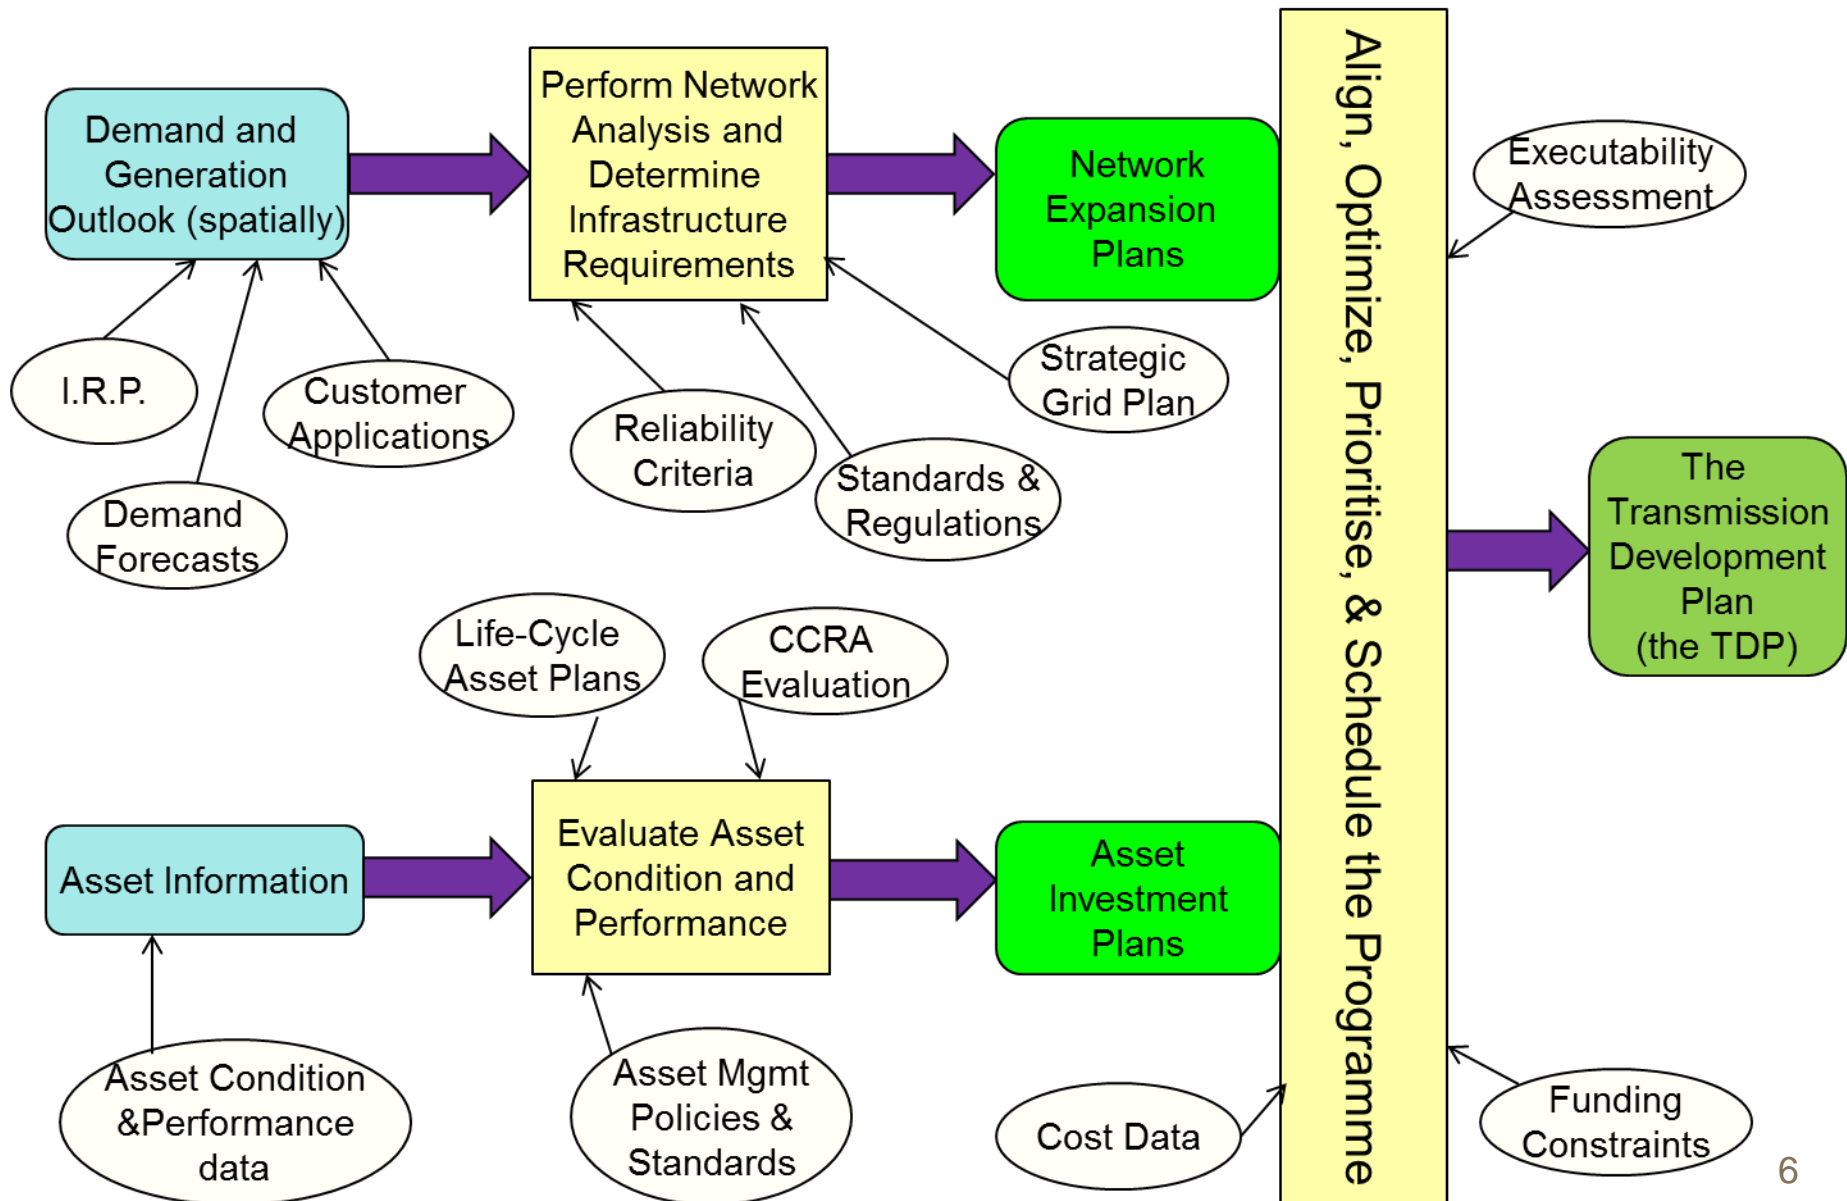 Demand and
Generation
Outlook (spatially)
Perform Network
Analysis and
Determine
Infrastructure
Requirements
Network
Expansion
Plans
Align, Optimize, Prioritise, & Schedule the Programme
Executability
Assessment
I.R.P.
Customer
Applications
Demand
Forecasts
Reliability
Criteria
Standards &
Regulations
Strategic
Grid Plan
The
Transmission
Development
Plan
(the TDP)
Life-Cycle
Asset Plans
CCRA
Evaluation
Asset Information
Evaluate Asset
Condition and
Performance
Asset
Investment
Plans
Asset Condition
&Performance
data
Asset Mgmt
Policies &
Standards
Cost Data
Funding
Constraints
6